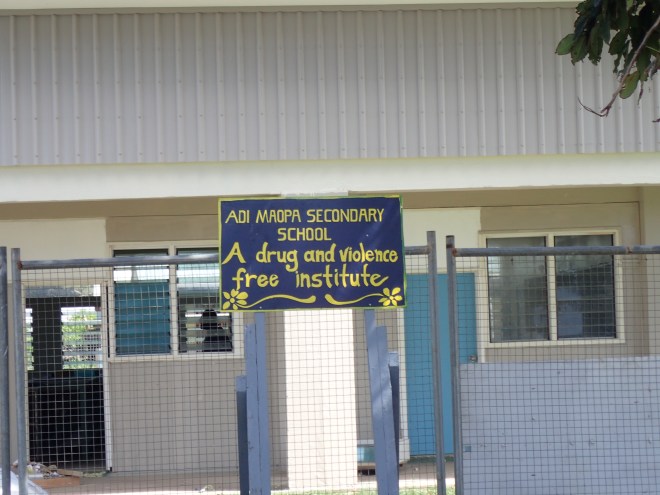 ADI MAOPA SECONDARY
SCHOOL
A drug and violence
free institute